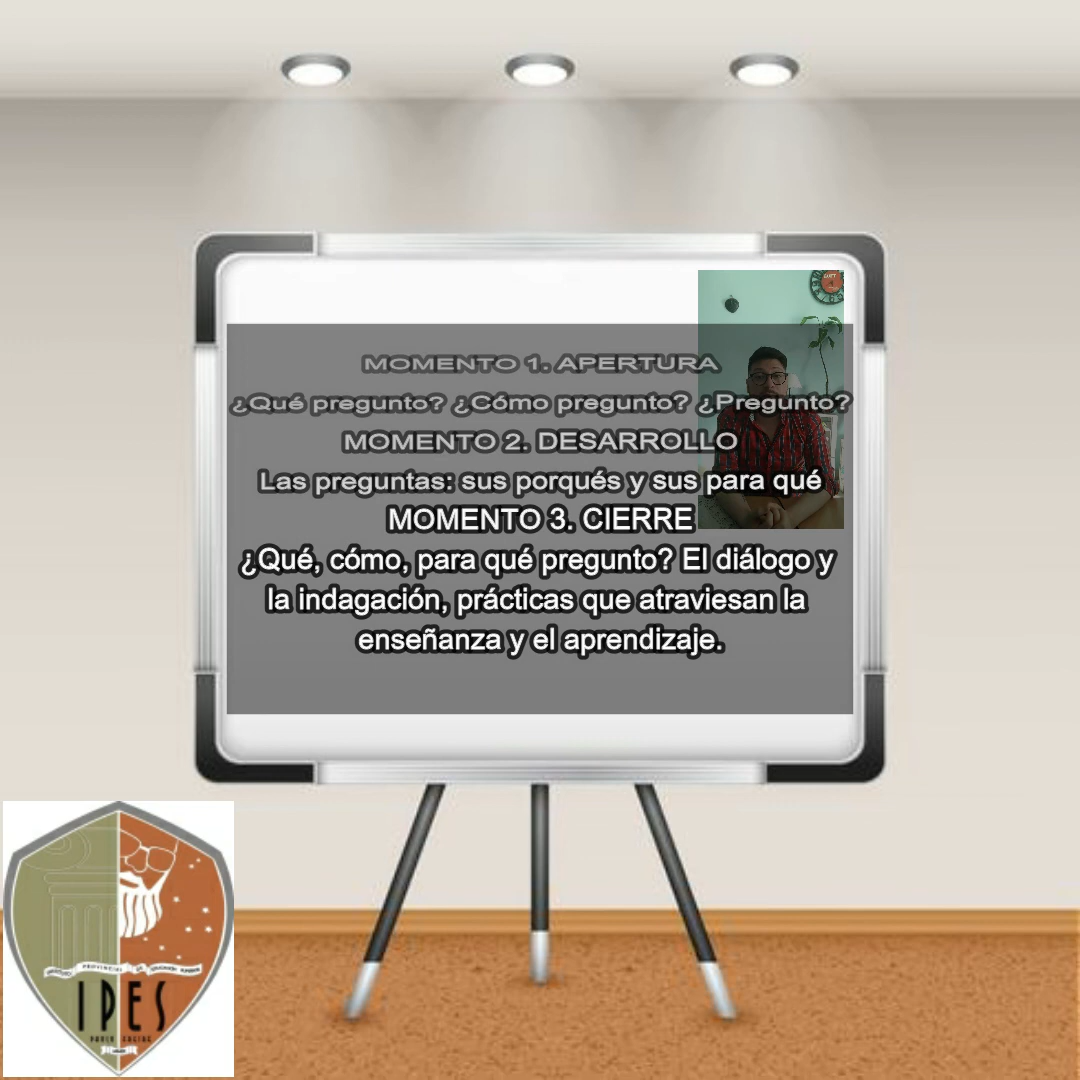 MOMENTO 1. APERTURA
¿Qué pregunto? ¿Cómo pregunto? ¿Pregunto?
MOMENTO 2. DESARROLLO
Las preguntas: sus porqués y sus para qué
MOMENTO 3. CIERRE
¿Qué, cómo, para qué pregunto? El diálogo y
la indagación, prácticas que atraviesan la
enseñanza y el aprendizaje.
IPES